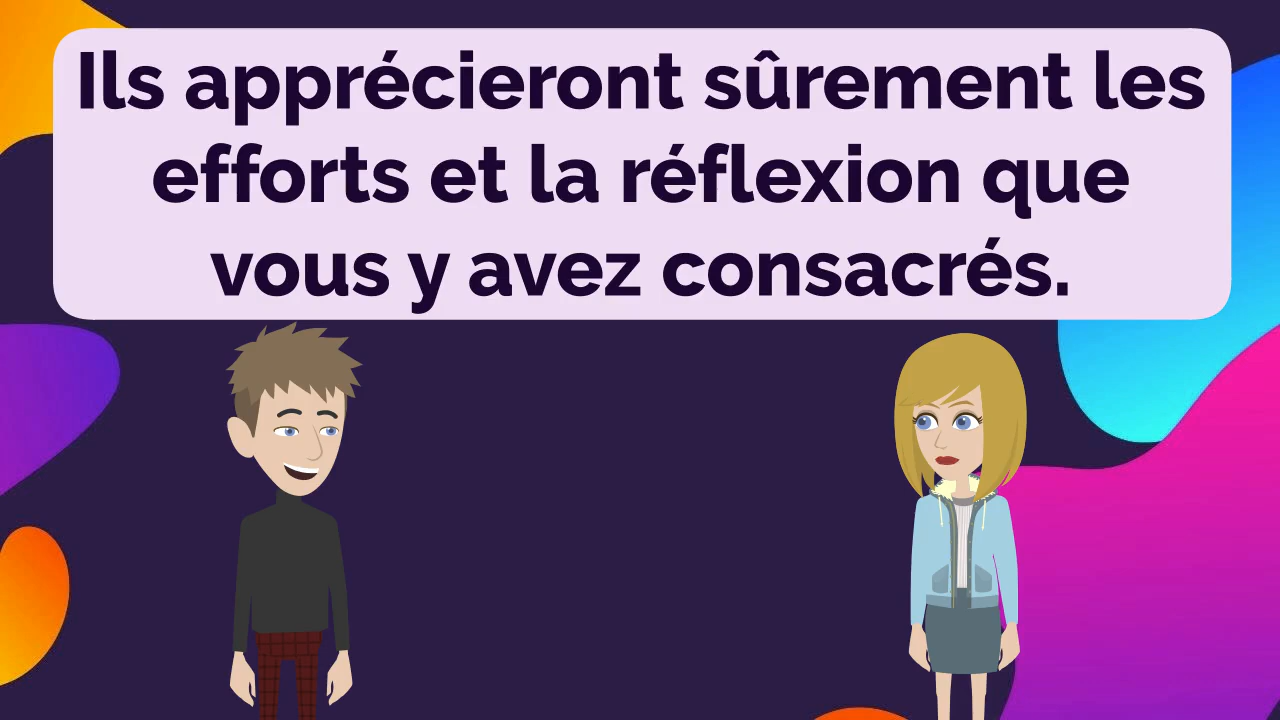 Ils apprécieront sûrement les
efforts et la réflexion que
vous y avez consacrés.